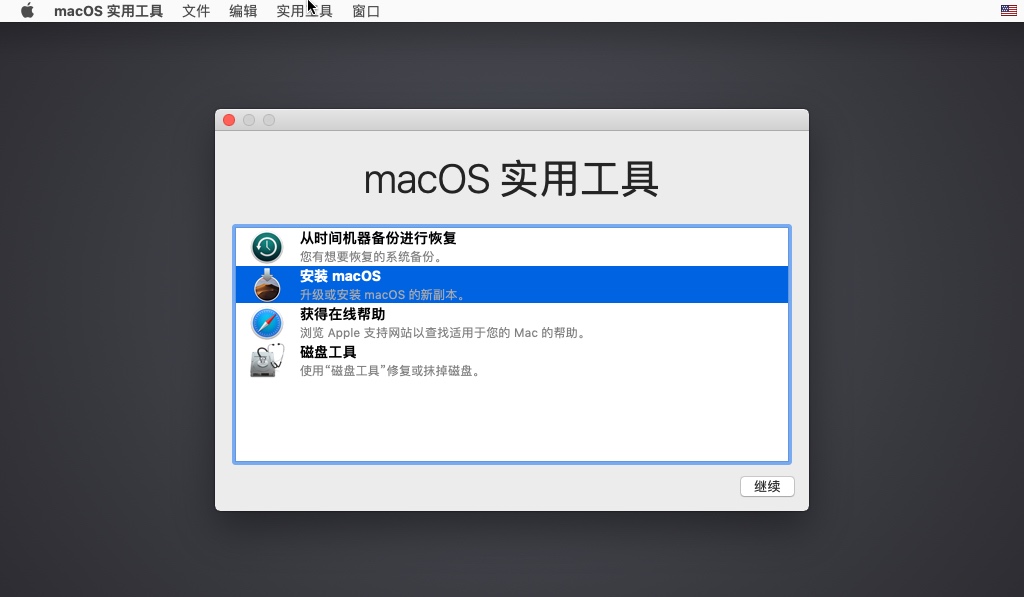 macOS 实用工具 文件 编辑 实用工具 窗口
macOS 实用工具
从时间机器备份进行恢复
您有想要恢复的系统备份。
安装 macOS
升级或安装 macOS 的新副本。
获得在线帮助
浏览 Apple 支持网站以查找适用于您的 Mac 的帮助。
磁盘工具
使用“磁盘工具”修复或抹掉磁盘。
继续